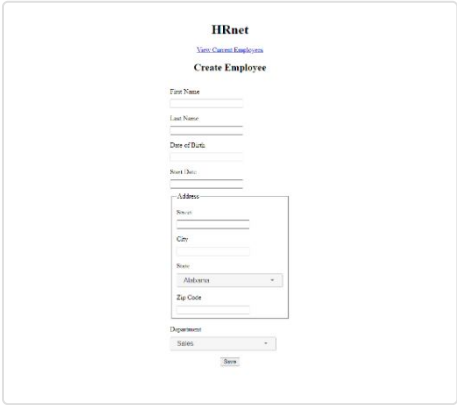 HRnet
View Current Employees
Create Employee
First Name
Last Name
Date of Birth
Start Date
Address
Street
City
State
Alabama
Zip Code
Department
Sales
Save